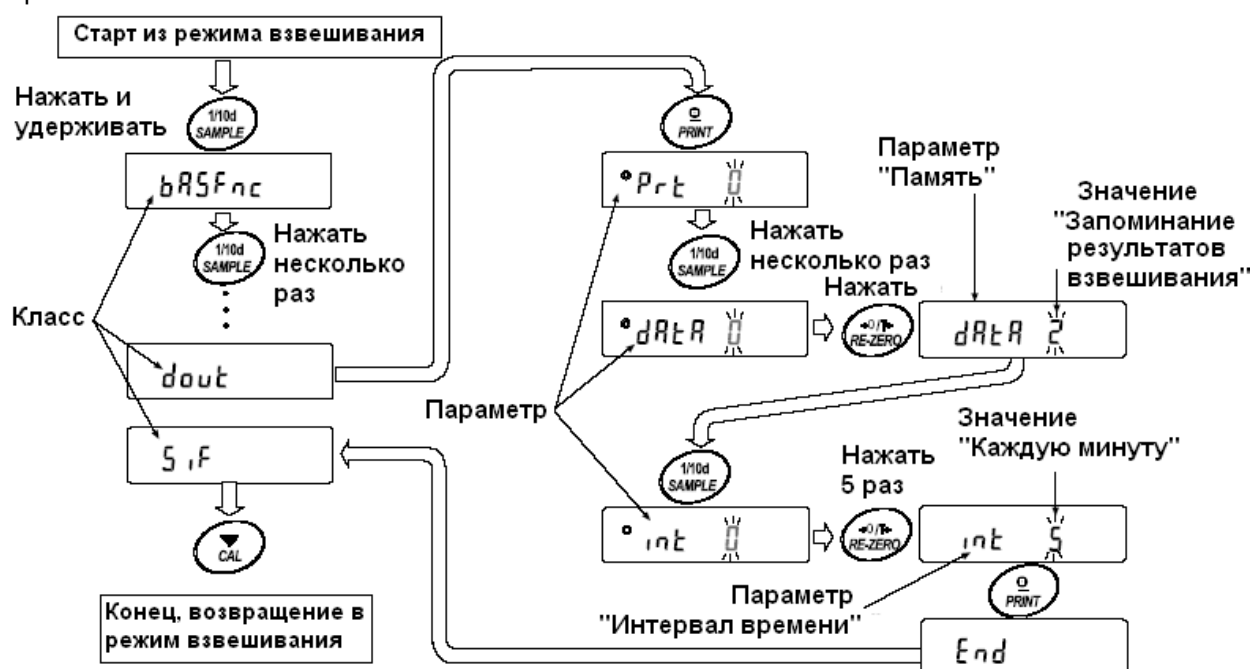 Старт из режима взвешивания
Нажать и
удерживать
1/10d
SAMPLE
bASFnc
1/10d
SAMPLE
Нажать
несколько
раз
Класс
dout
SiF
CAL
Конец, возвращение в
режим взвешивания
PRINT
Prt 0
1/10d
SAMPLE
Нажать
несколько раз
Нажать
dAtA 0
→0/T←
RE-ZERO
Параметр
"Память"
Значение
"Запоминание
результатов
взвешивания"
dAtA 2
Параметр
1/10d
SAMPLE
int 0
Нажать
5 раз
→0/T←
RE-ZERO
Значение
"Каждую минуту"
int 5
Параметр
"Интервал времени"
PRINT
End